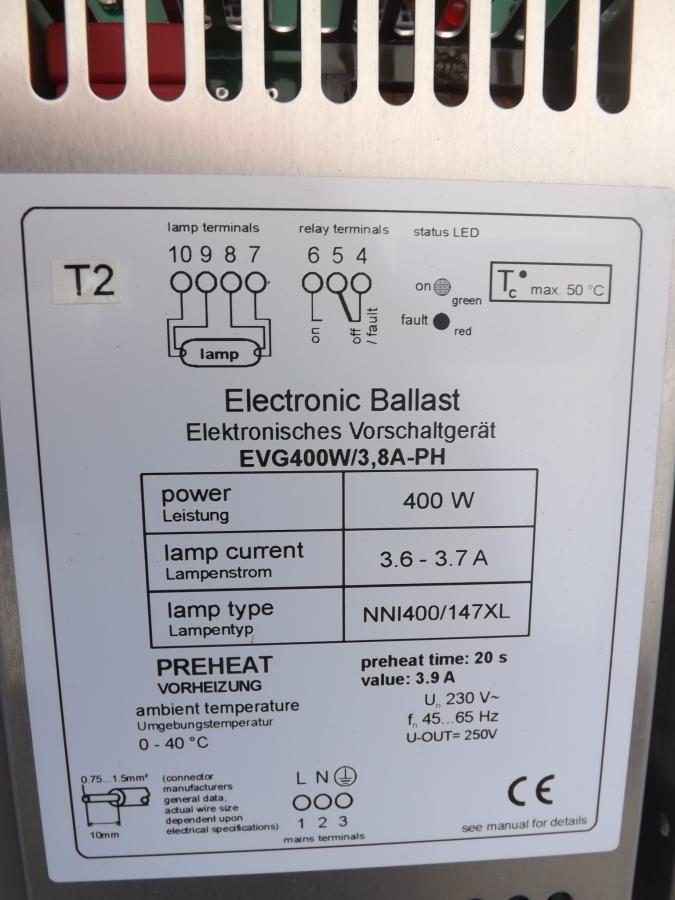 lamp terminals
relay terminals
status LED
10 9 8 7
6 5 4
T2
on
green
Tc max. 50 °C
fault
red
on
off / fault
lamp
Electronic Ballast
Elektronisches Vorschaltgerät
EVG400W/3,8A-PH
power
Leistung
400 W
lamp current
Lampenstrom
3.6 - 3.7 A
lamp type
Lampentyp
NNI400/147XL
PREHEAT
VORHEIZUNG
preheat time: 20 s
value: 3.9 A
ambient temperature
Umgebungstemperatur
0 - 40 °C
Un 230 V~
fn 45...65 Hz
U-OUT= 250V
0.75...1.5mm²
10mm
(connector
manufacturers
general data,
actual wire size
dependent upon
electrical specifications)
L N
1 2 3
mains terminals
CE
see manual for details